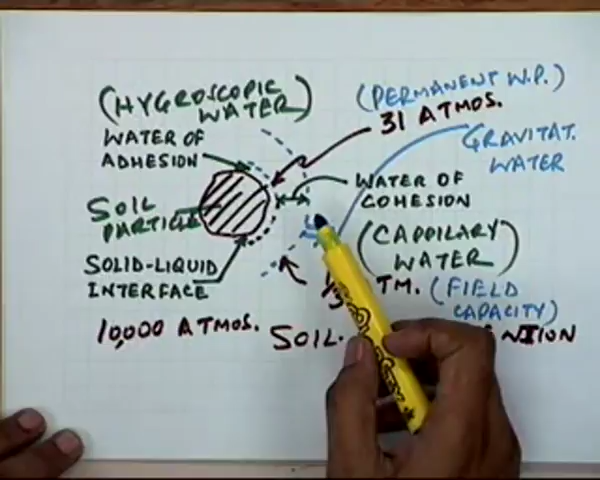 (HYGROSCOPIC
WATER)
(PERMANENT W.P.)
31 ATMOS.
WATER OF
ADHESION
GRAVITAT.
WATER
WATER OF
COHESION
SOIL
PARTICLE
(CAPPILARY
WATER)
SOLID-LIQUID
INTERFACE
TM.
(FIELD
CAPACITY)
10,000 ATMOS.
SOIL